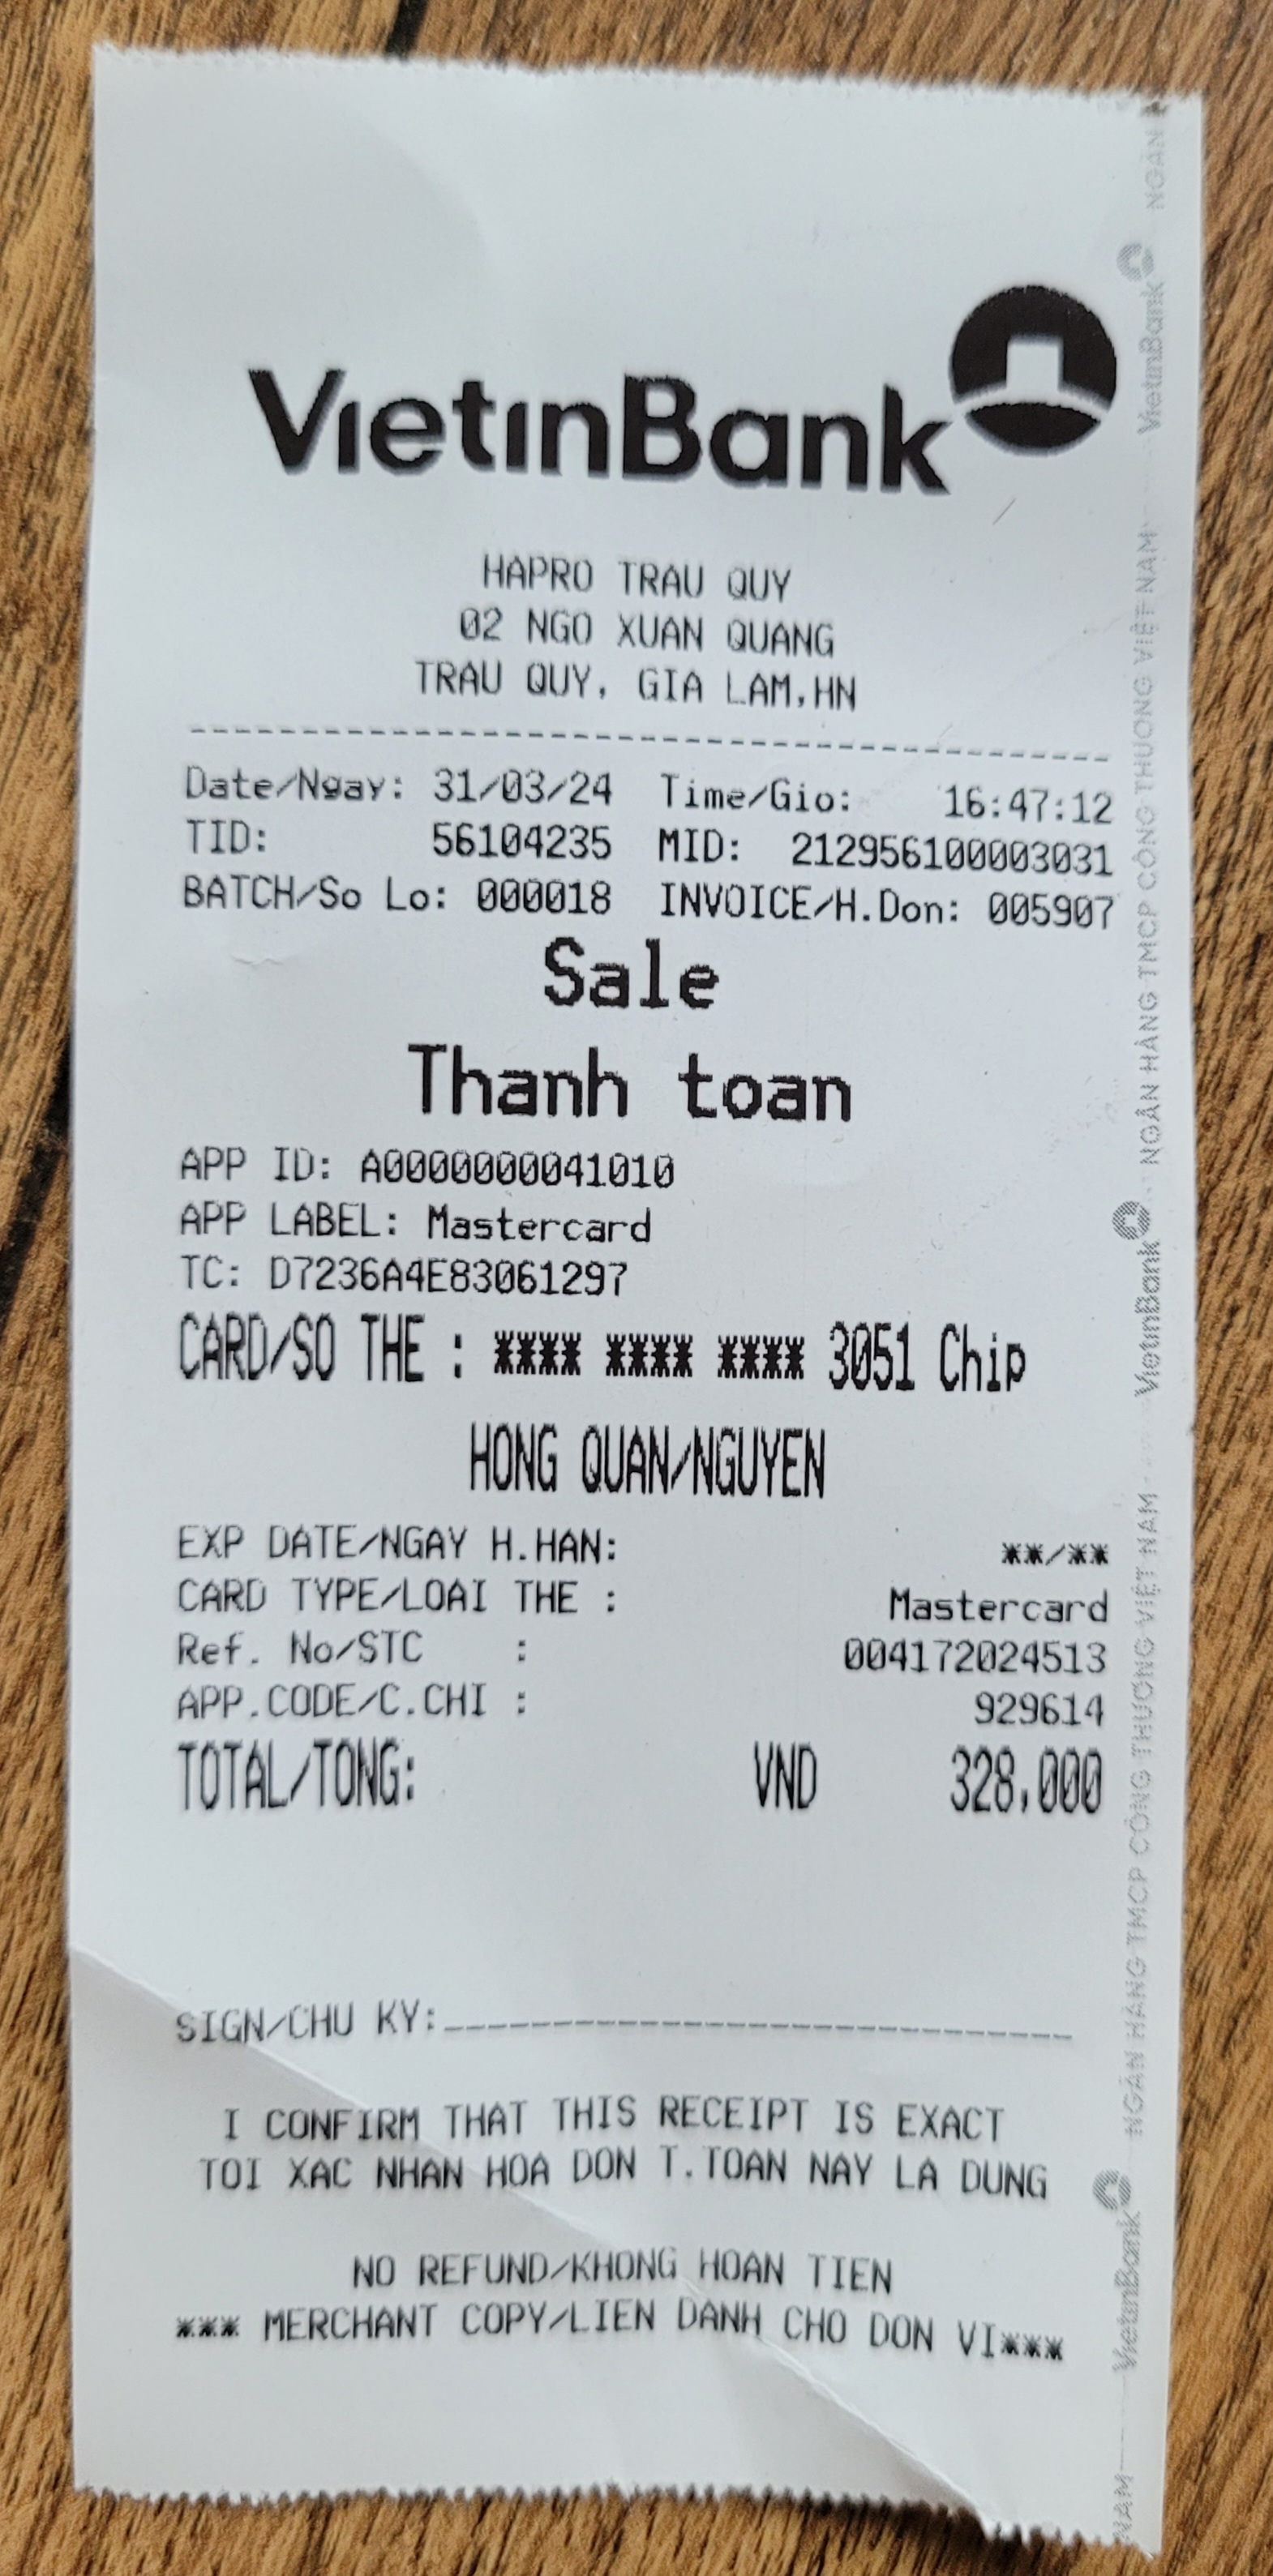 VietinBank
HAPRO TRAU QUY
02 NGO XUAN QUANG
TRAU QUY, GIA LAM,HN
Date/Ngay: 31/03/24 Time/Gio: 16:47:12
TID: 56104235 MID: 212956100003031
BATCH/So Lo: 000018 INVOICE/H.Don: 005907
Sale
Thanh toan
APP ID: A0000000041010
APP LABEL: Mastercard
TC: D7236A4E83061297
CARD/SO THE : **** **** **** 3051 Chip
HONG QUAN/NGUYEN
EXP DATE/NGAY H.HAN: **/**
CARD TYPE/LOAI THE : Mastercard
Ref. No/STC : 004172024513
APP.CODE/C.CHI : 929614
TOTAL/TONG: VND 328,000
SIGN/CHU KY:
I CONFIRM THAT THIS RECEIPT IS EXACT
TOI XAC NHAN HOA DON T.TOAN NAY LA DUNG
NO REFUND/KHONG HOAN TIEN
*** MERCHANT COPY/LIEN DANH CHO DON VI***
NAM VietinBank NGÂN HÀNG TMCP CÔNG THƯƠNG VIỆT NAM VietinBank NGÂN HÀNG TMCP CÔNG THƯƠNG VIỆT NAM VietinBank NGÂN